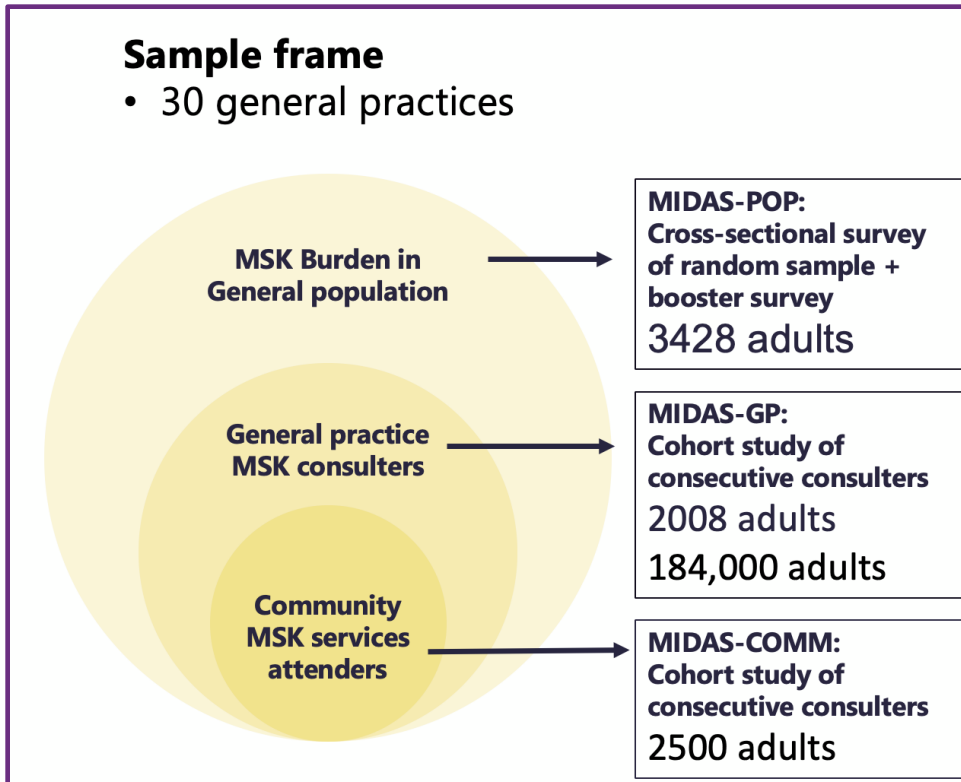 Sample frame
• 30 general practices
MSK Burden in
General population
MIDAS-POP:
Cross-sectional survey
of random sample +
booster survey
3428 adults
General practice
MSK consulters
MIDAS-GP:
Cohort study of
consecutive consulters
2008 adults
184,000 adults
Community
MSK services
attenders
MIDAS-COMM:
Cohort study of
consecutive consulters
2500 adults